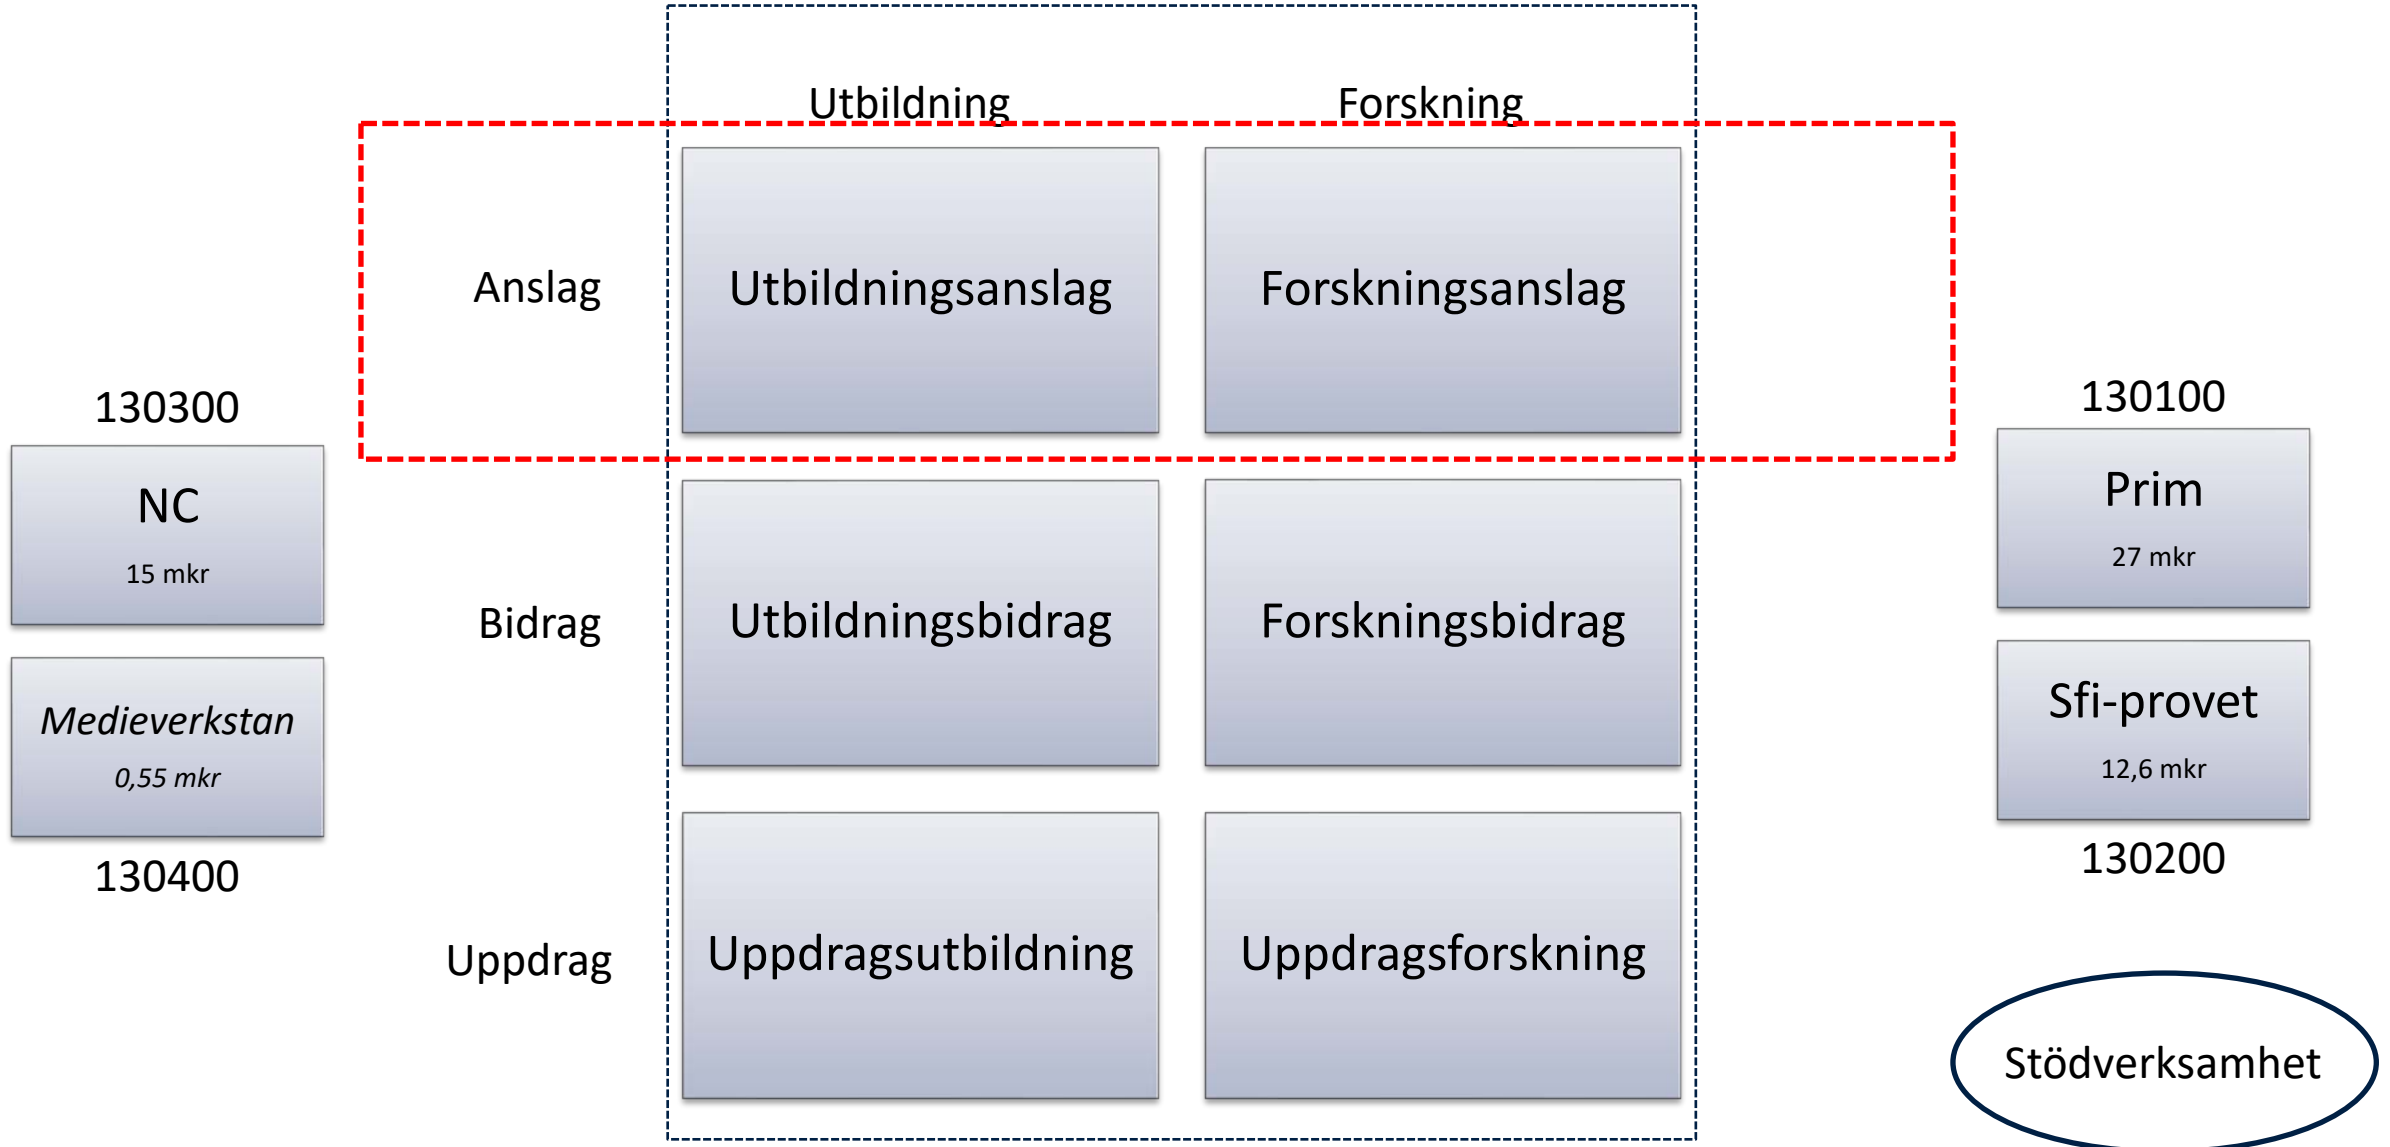 Utbildning
Forskning
Anslag
Utbildningsanslag
Forskningsanslag
130300
NC
15 mkr
Medieverkstan
0,55 mkr
130400
Bidrag
Utbildningsbidrag
Forskningsbidrag
Uppdrag
Uppdragsutbildning
Uppdragsforskning
130100
Prim
27 mkr
Sfi-provet
12,6 mkr
130200
Stödverksamhet